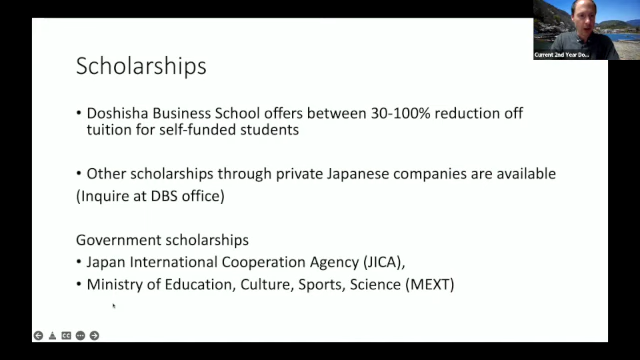 Current 2nd Year Do...
Scholarships
• Doshisha Business School offers between 30-100% reduction off
tuition for self-funded students
• Other scholarships through private Japanese companies are available
(Inquire at DBS office)
Government scholarships
• Japan International Cooperation Agency (JICA),
• Ministry of Education, Culture, Sports, Science (MEXT)